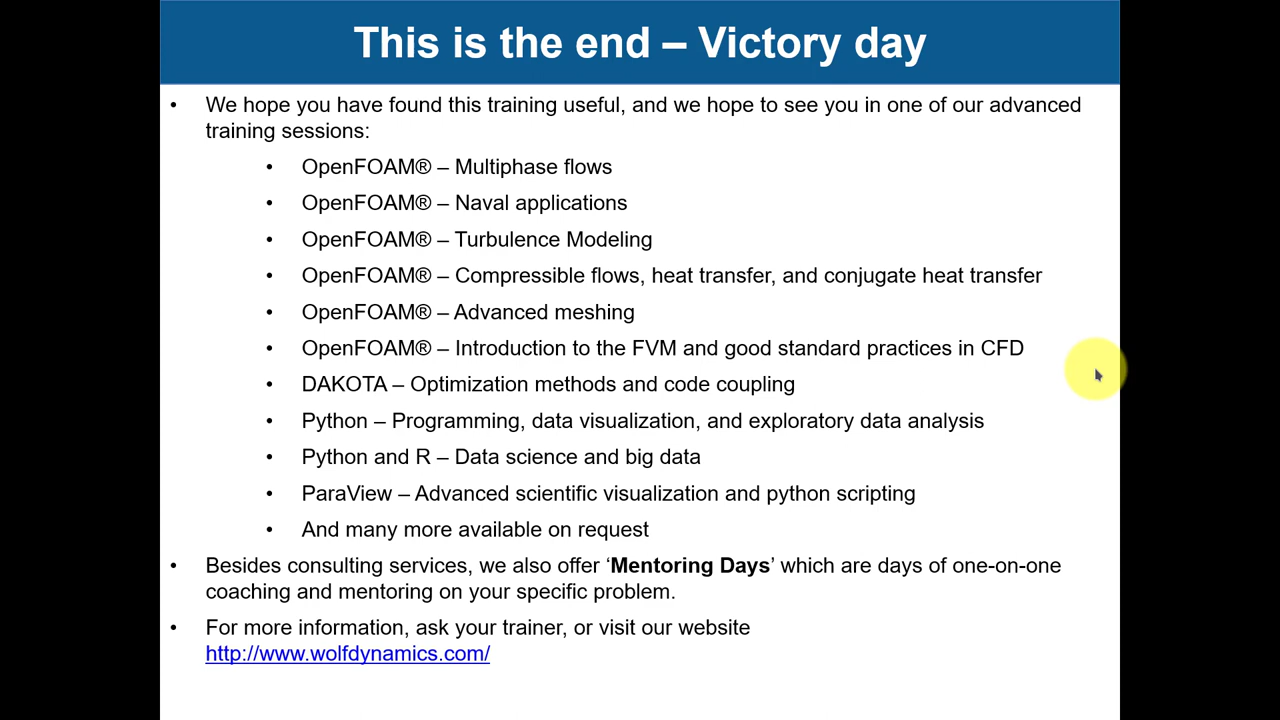 This is the end – Victory day
• We hope you have found this training useful, and we hope to see you in one of our advanced
training sessions:
• OpenFOAM® – Multiphase flows
• OpenFOAM® – Naval applications
• OpenFOAM® – Turbulence Modeling
• OpenFOAM® – Compressible flows, heat transfer, and conjugate heat transfer
• OpenFOAM® – Advanced meshing
• OpenFOAM® – Introduction to the FVM and good standard practices in CFD
• DAKOTA – Optimization methods and code coupling
• Python – Programming, data visualization, and exploratory data analysis
• Python and R – Data science and big data
• ParaView – Advanced scientific visualization and python scripting
• And many more available on request
• Besides consulting services, we also offer ‘Mentoring Days’ which are days of one-on-one
coaching and mentoring on your specific problem.
• For more information, ask your trainer, or visit our website
http://www.wolfdynamics.com/